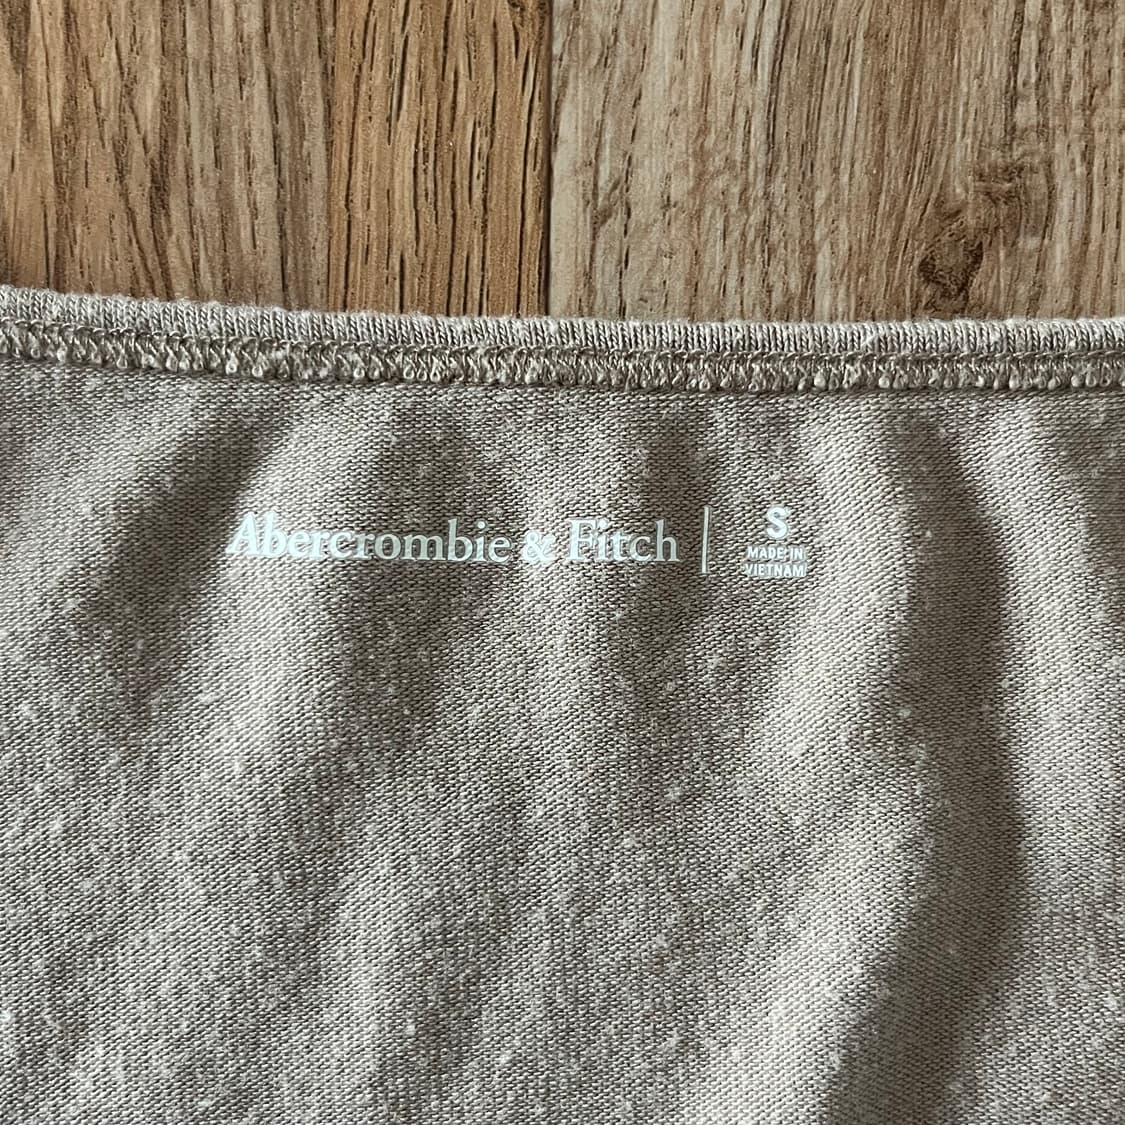 Abercrombie & Fitch | S
MADE IN
VIETNAM